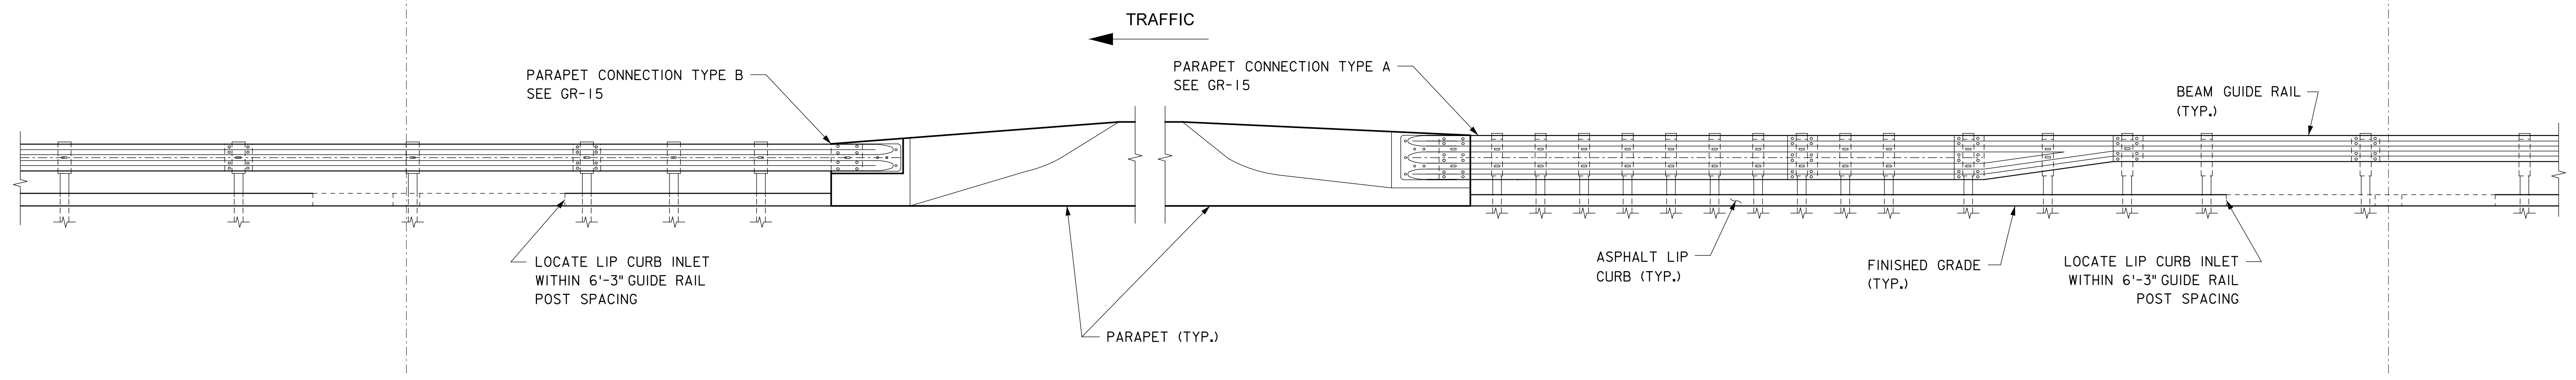 TRAFFIC
PARAPET CONNECTION TYPE B
SEE GR-15
PARAPET CONNECTION TYPE A
SEE GR-15
BEAM GUIDE RAIL
(TYP.)
LOCATE LIP CURB INLET
WITHIN 6'-3" GUIDE RAIL
POST SPACING
PARAPET (TYP.)
ASPHALT LIP
CURB (TYP.)
FINISHED GRADE
(TYP.)
LOCATE LIP CURB INLET
WITHIN 6'-3" GUIDE RAIL
POST SPACING